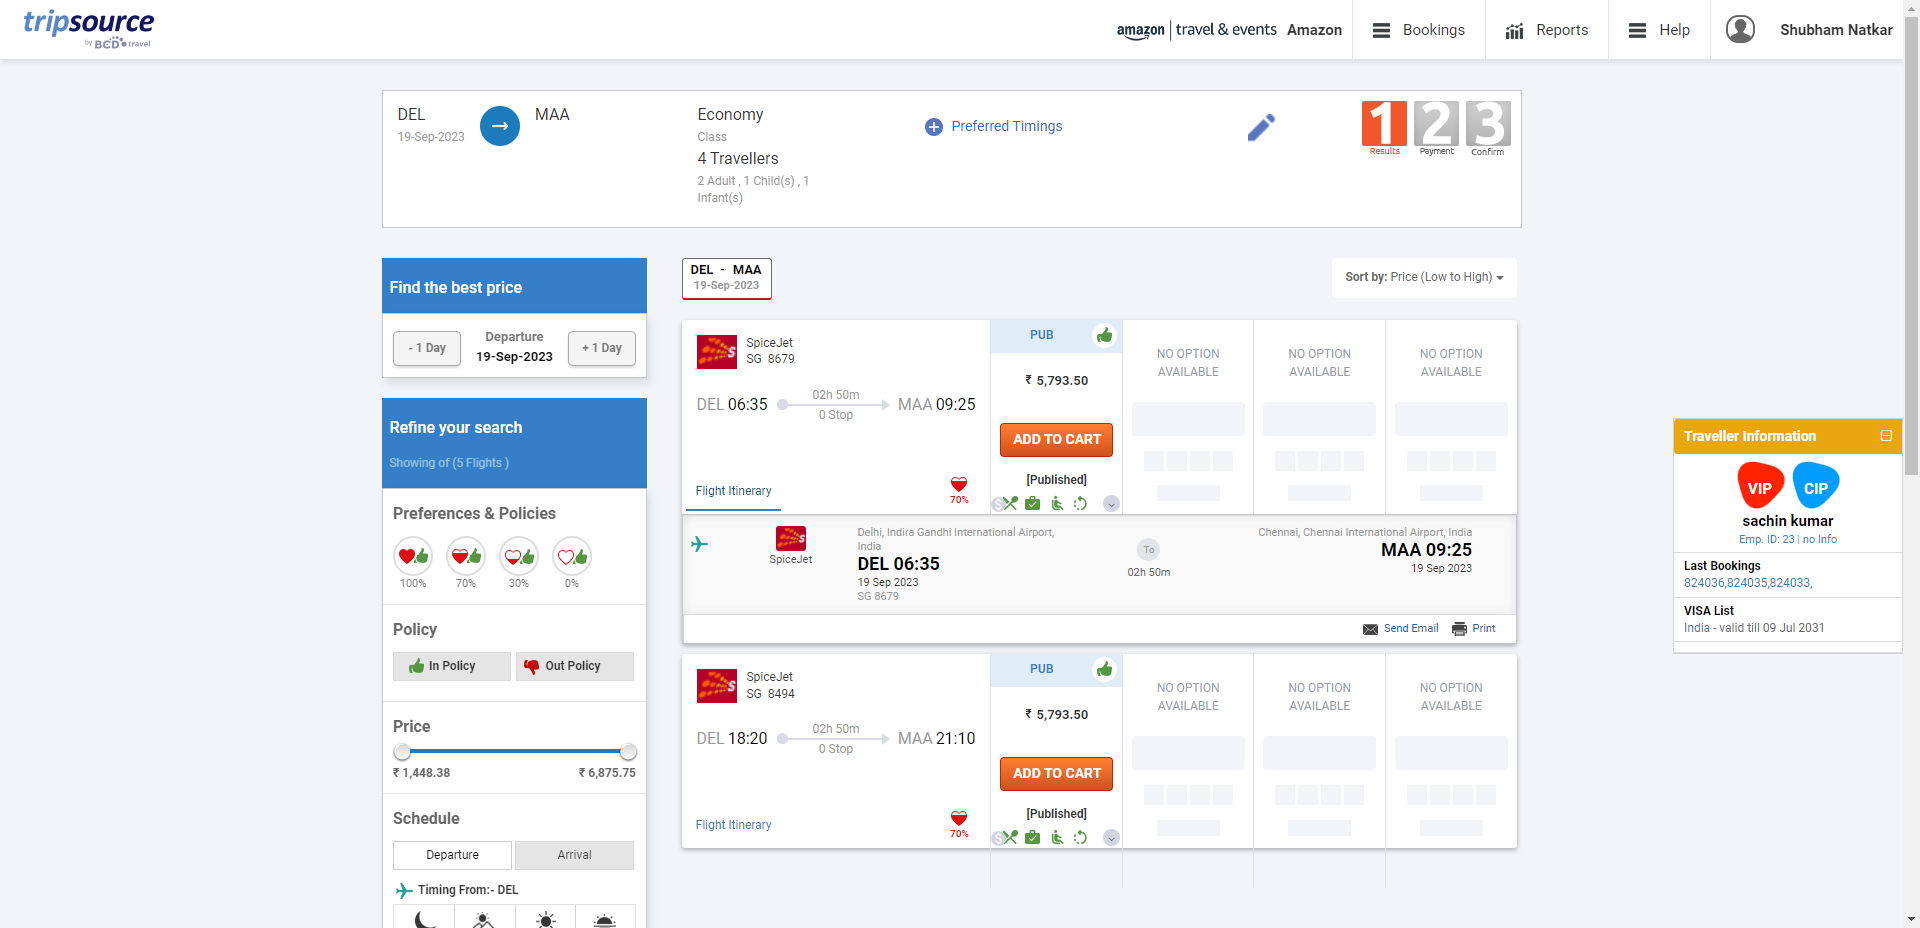 tripsource
by BCD travel
amazon | travel & events Amazon
Bookings
Reports
Help
Shubham Natkar
DEL
19-Sep-2023
MAA
Economy
Class
4 Travellers
2 Adult , 1 Child(s) , 1
Infant(s)
Preferred Timings
1 2 3
Results Payment Confirm
Find the best price
- 1 Day
Departure
19-Sep-2023
+ 1 Day
Refine your search
Showing of (5 Flights )
Preferences & Policies
100% 70% 30% 0%
Policy
In Policy
Out Policy
Price
₹ 1,448.38
₹ 6,875.75
Schedule
Departure
Arrival
Timing From:- DEL
DEL - MAA
19-Sep-2023
Sort by: Price (Low to High)
SpiceJet
SG 8679
DEL 06:35
02h 50m
0 Stop
MAA 09:25
Flight Itinerary
70%
PUB
₹ 5,793.50
ADD TO CART
[Published]
NO OPTION
AVAILABLE
NO OPTION
AVAILABLE
NO OPTION
AVAILABLE
SpiceJet
Delhi, Indira Gandhi International Airport,
India
DEL 06:35
19 Sep 2023
SG 8679
To
02h 50m
Chennai, Chennai International Airport, India
MAA 09:25
19 Sep 2023
Send Email
Print
SpiceJet
SG 8494
DEL 18:20
02h 50m
0 Stop
MAA 21:10
Flight Itinerary
70%
PUB
₹ 5,793.50
ADD TO CART
[Published]
NO OPTION
AVAILABLE
NO OPTION
AVAILABLE
NO OPTION
AVAILABLE
Traveller Information
VIP CIP
sachin kumar
Emp. ID: 23 | no Info
Last Bookings
824036,824035,824033,
VISA List
India - valid till 09 Jul 2031